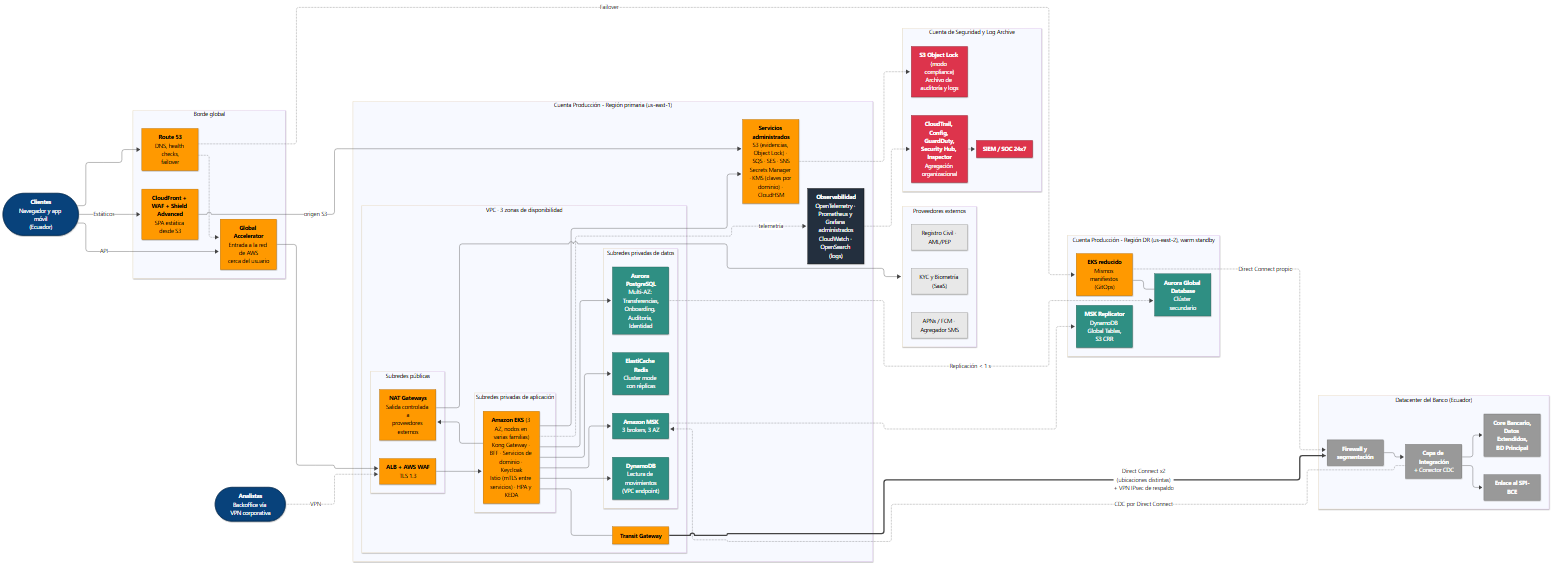 Failover
Cuenta de Seguridad y Log Archive
S3 Object Lock
(modo
compliance)
Archivo de
auditoría y logs
CloudTrail,
Config,
GuardDuty,
Security Hub,
Inspector
Agregación
organizacional
SIEM / SOC 24x7
Borde global
Route 53
DNS, health
checks,
failover
CloudFront +
WAF + Shield
Advanced
SPA estática
desde S3
Global
Accelerator
Entrada a la red
de AWS
cerca del usuario
Clientes
Navegador y app
móvil
(Ecuador)
Estáticos
API
origen S3
Cuenta Producción - Región primaria (us-east-1)
Servicios
administrados
S3 (evidencias,
Object Lock) ·
SQS · SES · SNS
Secrets Manager
· KMS (claves por
dominio) ·
CloudHSM
Observabilidad
OpenTelemetry ·
Prometheus y
Grafana
administrados
CloudWatch ·
OpenSearch
(logs)
telemetría
VPC · 3 zonas de disponibilidad
Subredes privadas de datos
Aurora
PostgreSQL
Multi-AZ:
Transferencias,
Onboarding,
Auditoría,
Identidad
ElastiCache
Redis
Cluster mode
con réplicas
Amazon MSK
3 brokers, 3 AZ
DynamoDB
Lectura de
movimientos
(VPC endpoint)
Transit Gateway
Subredes públicas
NAT Gateways
Salida controlada
a
proveedores
externos
ALB + AWS WAF
TLS 1.3
Subredes privadas de aplicación
Amazon EKS (3
AZ, nodos en
varias familias)
Kong Gateway ·
BFF · Servicios de
dominio ·
Keycloak
Istio (mTLS entre
servicios) · HPA y
KEDA
Analistas
Backoffice vía
VPN corporativa
VPN
Proveedores externos
Registro Civil ·
AML/PEP
KYC y Biometría
(SaaS)
APNs / FCM ·
Agregador SMS
Cuenta Producción - Región DR (us-east-2), warm standby
EKS reducido
Mismos
manifiestos
(GitOps)
Aurora Global
Database
Clúster
secundario
MSK Replicator
DynamoDB
Global Tables,
S3 CRR
Direct Connect propio
Replicación < 1 s
Direct Connect x2
(ubicaciones distintas)
+ VPN IPsec de respaldo
CDC por Direct Connect
Datacenter del Banco (Ecuador)
Firewall y
segmentación
Capa de
Integración
+ Conector CDC
Core Bancario,
Datos
Extendidos,
BD Principal
Enlace al SPI-
BCE